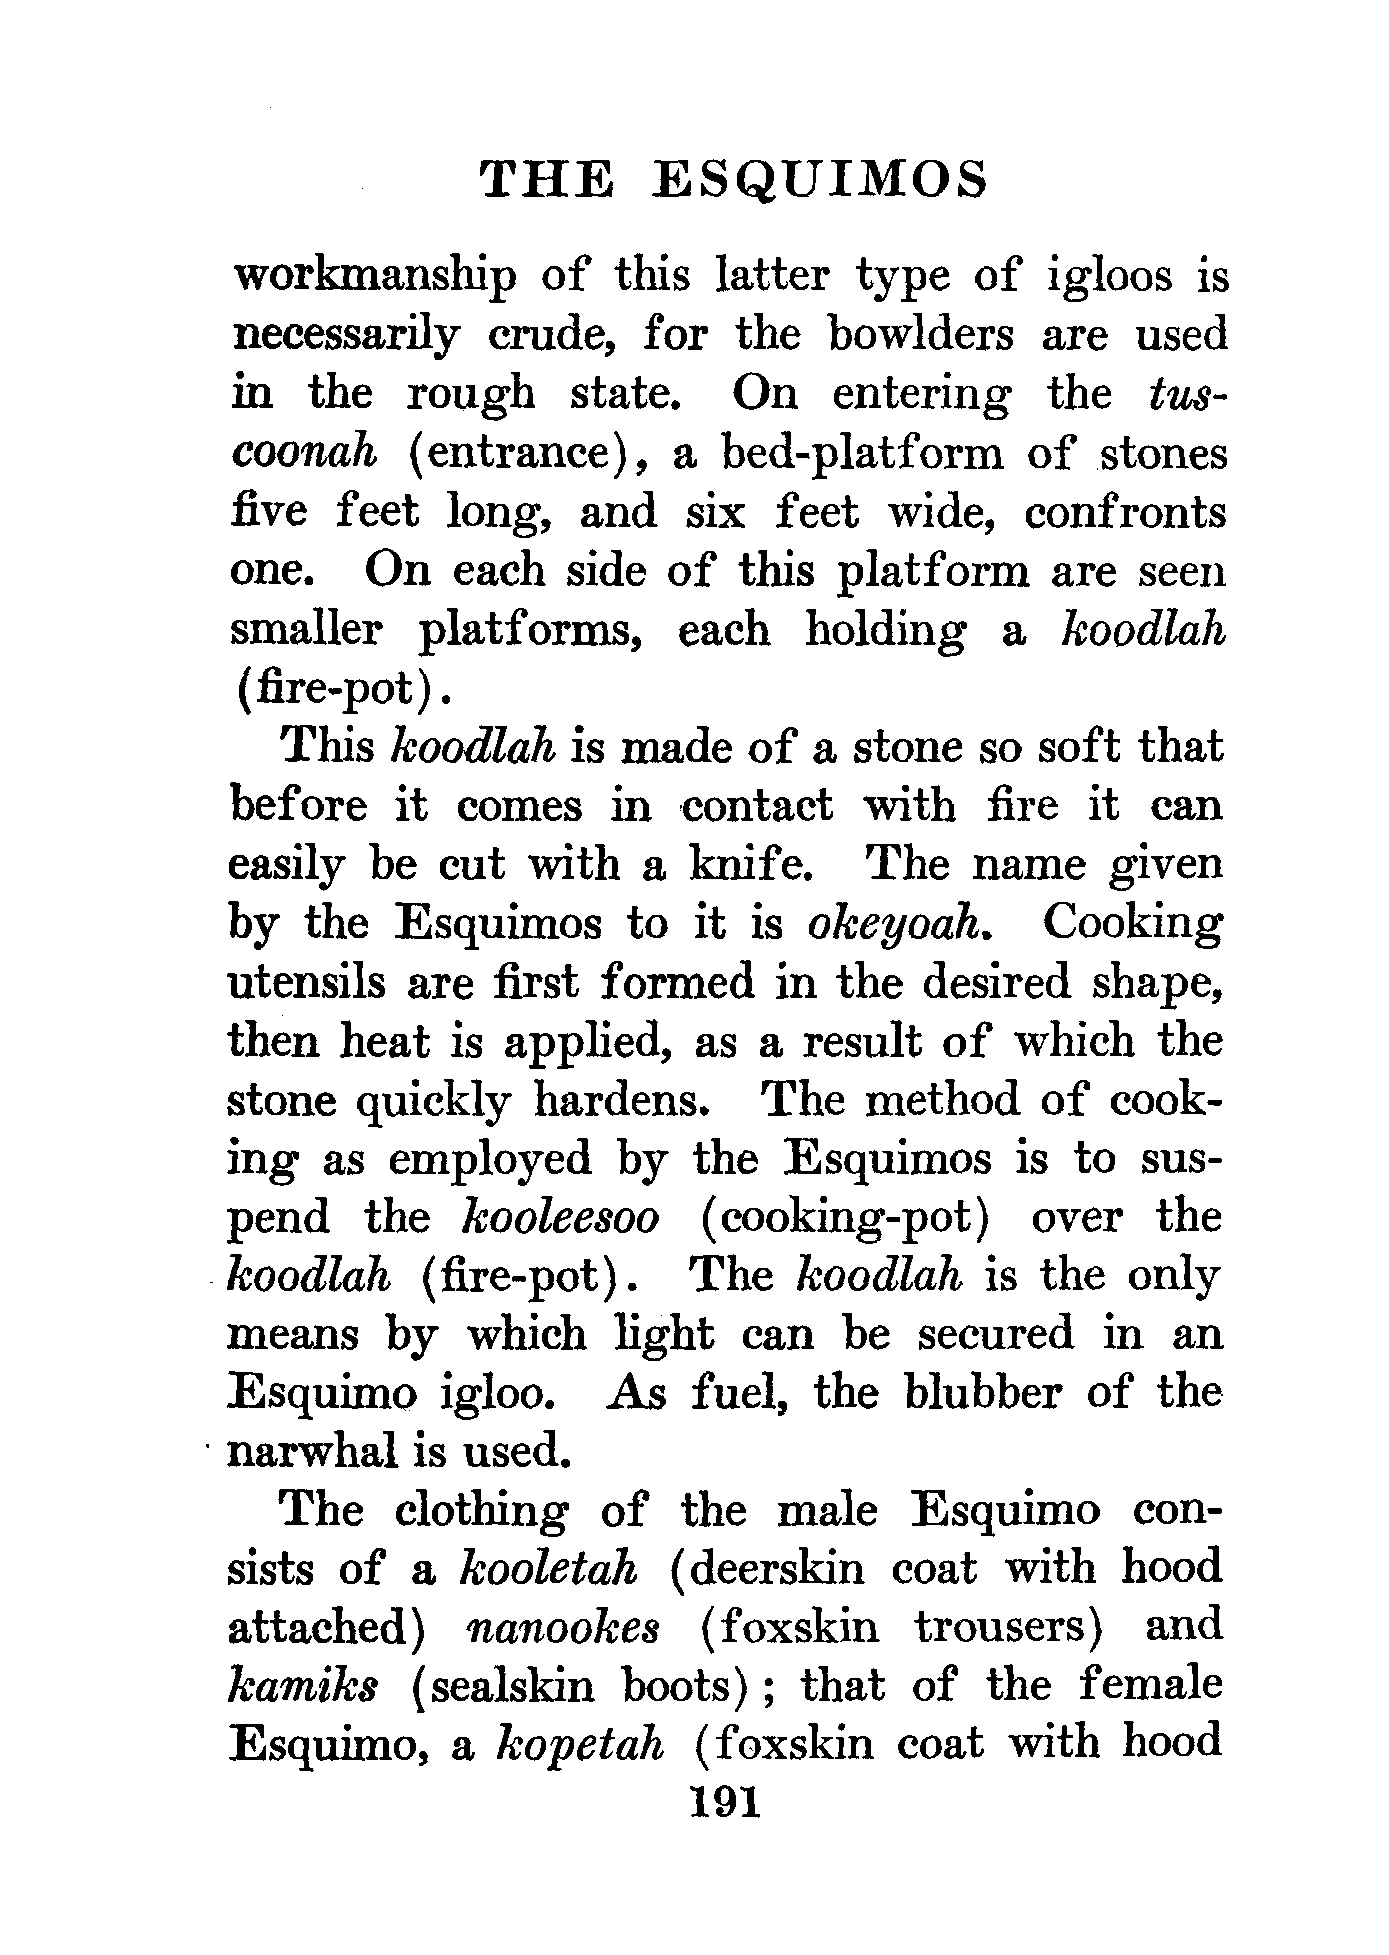 THE ESQUIMOS
workmanship of this latter type of igloos is
necessarily crude, for the bowlders are used
in the rough state. On entering the tus-
coonah (entrance), a bed-platform of stones
five feet long, and six feet wide, confronts
one. On each side of this platform are seen
smaller platforms, each holding a koodlah
(fire-pot).
This koodlah is made of a stone so soft that
before it comes in contact with fire it can
easily be cut with a knife. The name given
by the Esquimos to it is okeyoah. Cooking
utensils are first formed in the desired shape,
then heat is applied, as a result of which the
stone quickly hardens. The method of cook-
ing as employed by the Esquimos is to sus-
pend the kooleesoo (cooking-pot) over the
koodlah (fire-pot). The koodlah is the only
means by which light can be secured in an
Esquimo igloo. As fuel, the blubber of the
narwhal is used.
The clothing of the male Esquimo con-
sists of a kooletah (deerskin coat with hood
attached) nanookes (foxskin trousers) and
kamiks (sealskin boots); that of the female
Esquimo, a kopetah (foxskin coat with hood
191